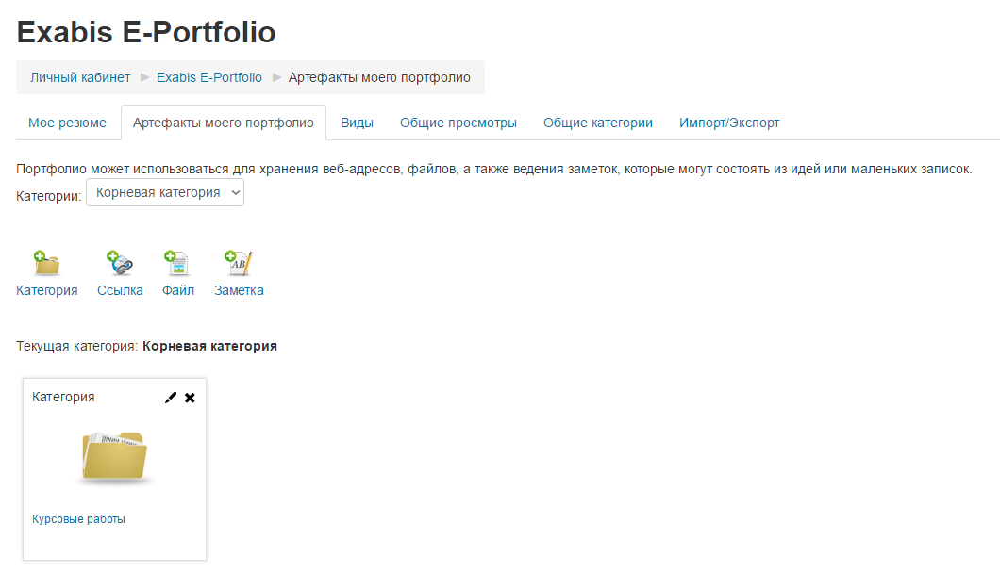 Exabis E-Portfolio
Личный кабинет Exabis E-Portfolio Артефакты моего портфолио
Мое резюме Артефакты моего портфолио Виды Общие просмотры Общие категории Импорт/Экспорт
Портфолио может использоваться для хранения веб-адресов, файлов, а также ведения заметок, которые могут состоять из идей или маленьких записок.
Категории: Корневая категория
Категория Ссылка Файл Заметка
Текущая категория: Корневая категория
Категория
Курсовые работы